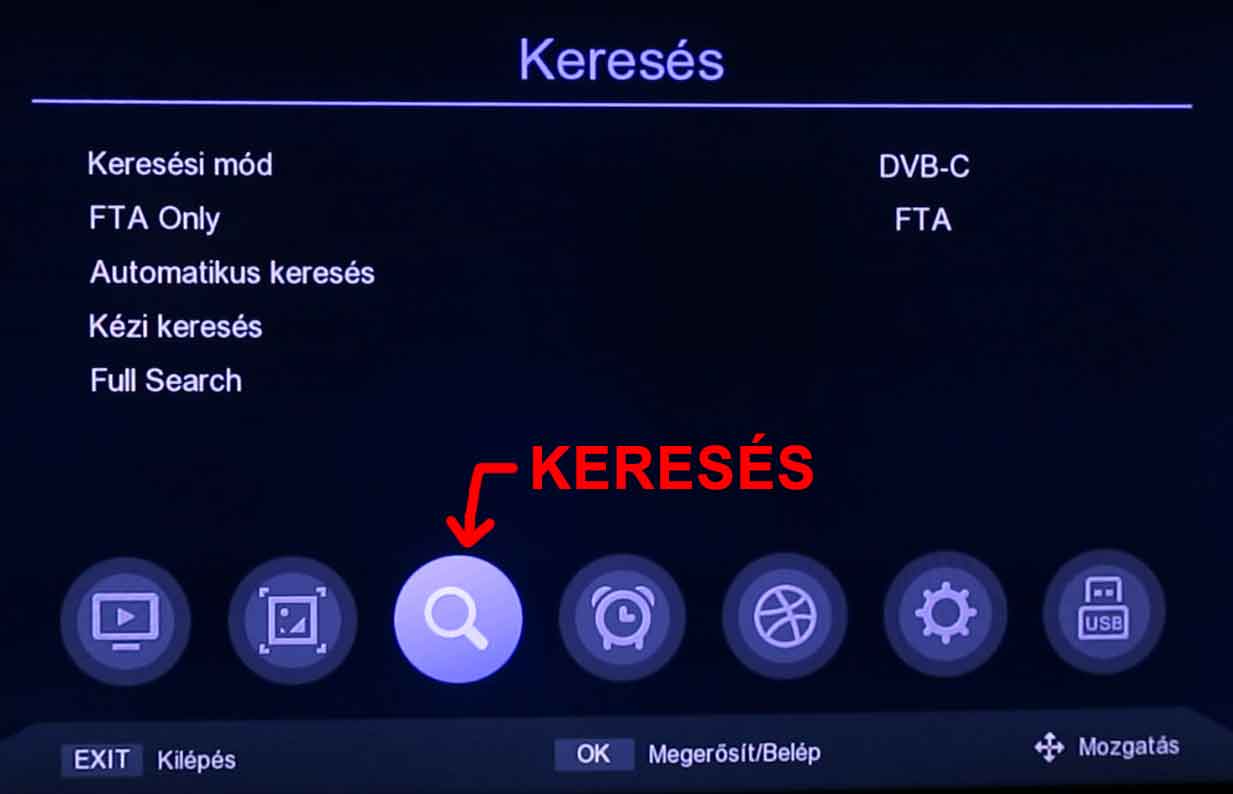 Keresés
Keresési mód DVB-C
FTA Only FTA
Automatikus keresés
Kézi keresés
Full Search
KERESÉS
USB
EXIT Kilépés OK Megerősít/Belép Mozgatás